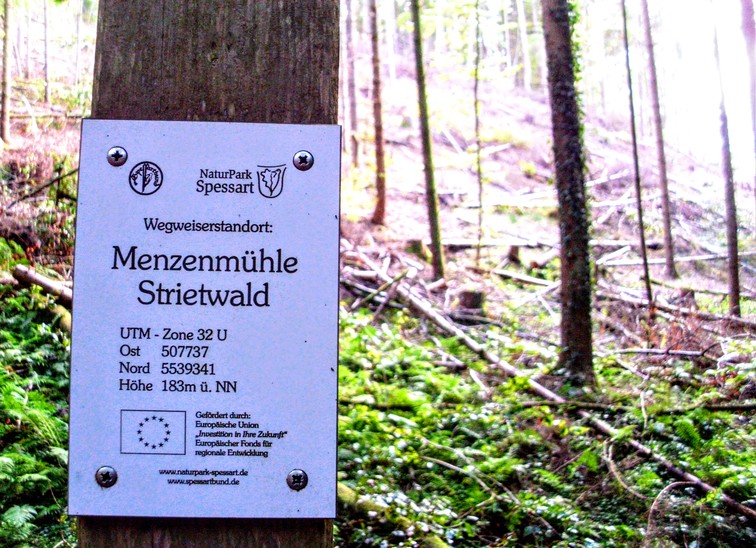 NaturPark
Spessart
Wegweiserstandort:
Menzenmühle
Strietwald
UTM - Zone 32 U
Ost 507737
Nord 5539341
Höhe 183m ü. NN
Gefördert durch:
Europäische Union
„Investition in Ihre Zukunft"
Europäischer Fonds für
regionale Entwicklung
www.naturpark-spessart.de
www.spessartbund.de